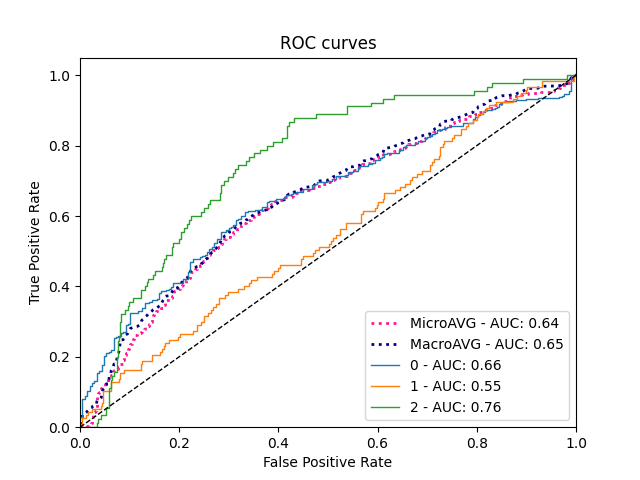 ROC curves
True Positive Rate
1.0
0.8
0.6
0.4
0.2
0.0
0.0 0.2 0.4 0.6 0.8 1.0
False Positive Rate
MicroAVG - AUC: 0.64
MacroAVG - AUC: 0.65
0 - AUC: 0.66
1 - AUC: 0.55
2 - AUC: 0.76